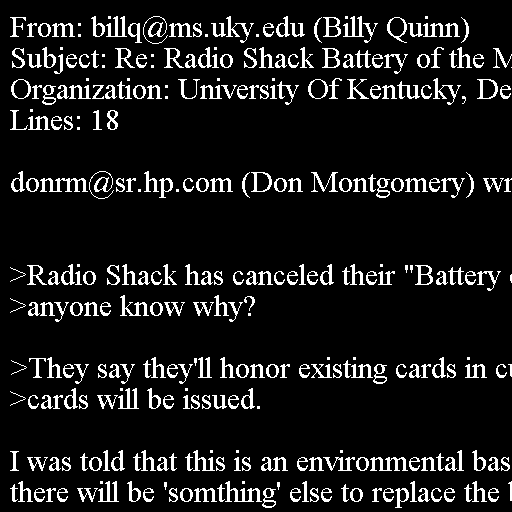 From: billq@ms.uky.edu (Billy Quinn)
Subject: Re: Radio Shack Battery of the M
Organization: University Of Kentucky, De
Lines: 18
donrm@sr.hp.com (Don Montgomery) wr
>Radio Shack has canceled their "Battery
>anyone know why?
>They say they'll honor existing cards in cu
>cards will be issued.
I was told that this is an environmental bas
there will be 'somthing' else to replace the